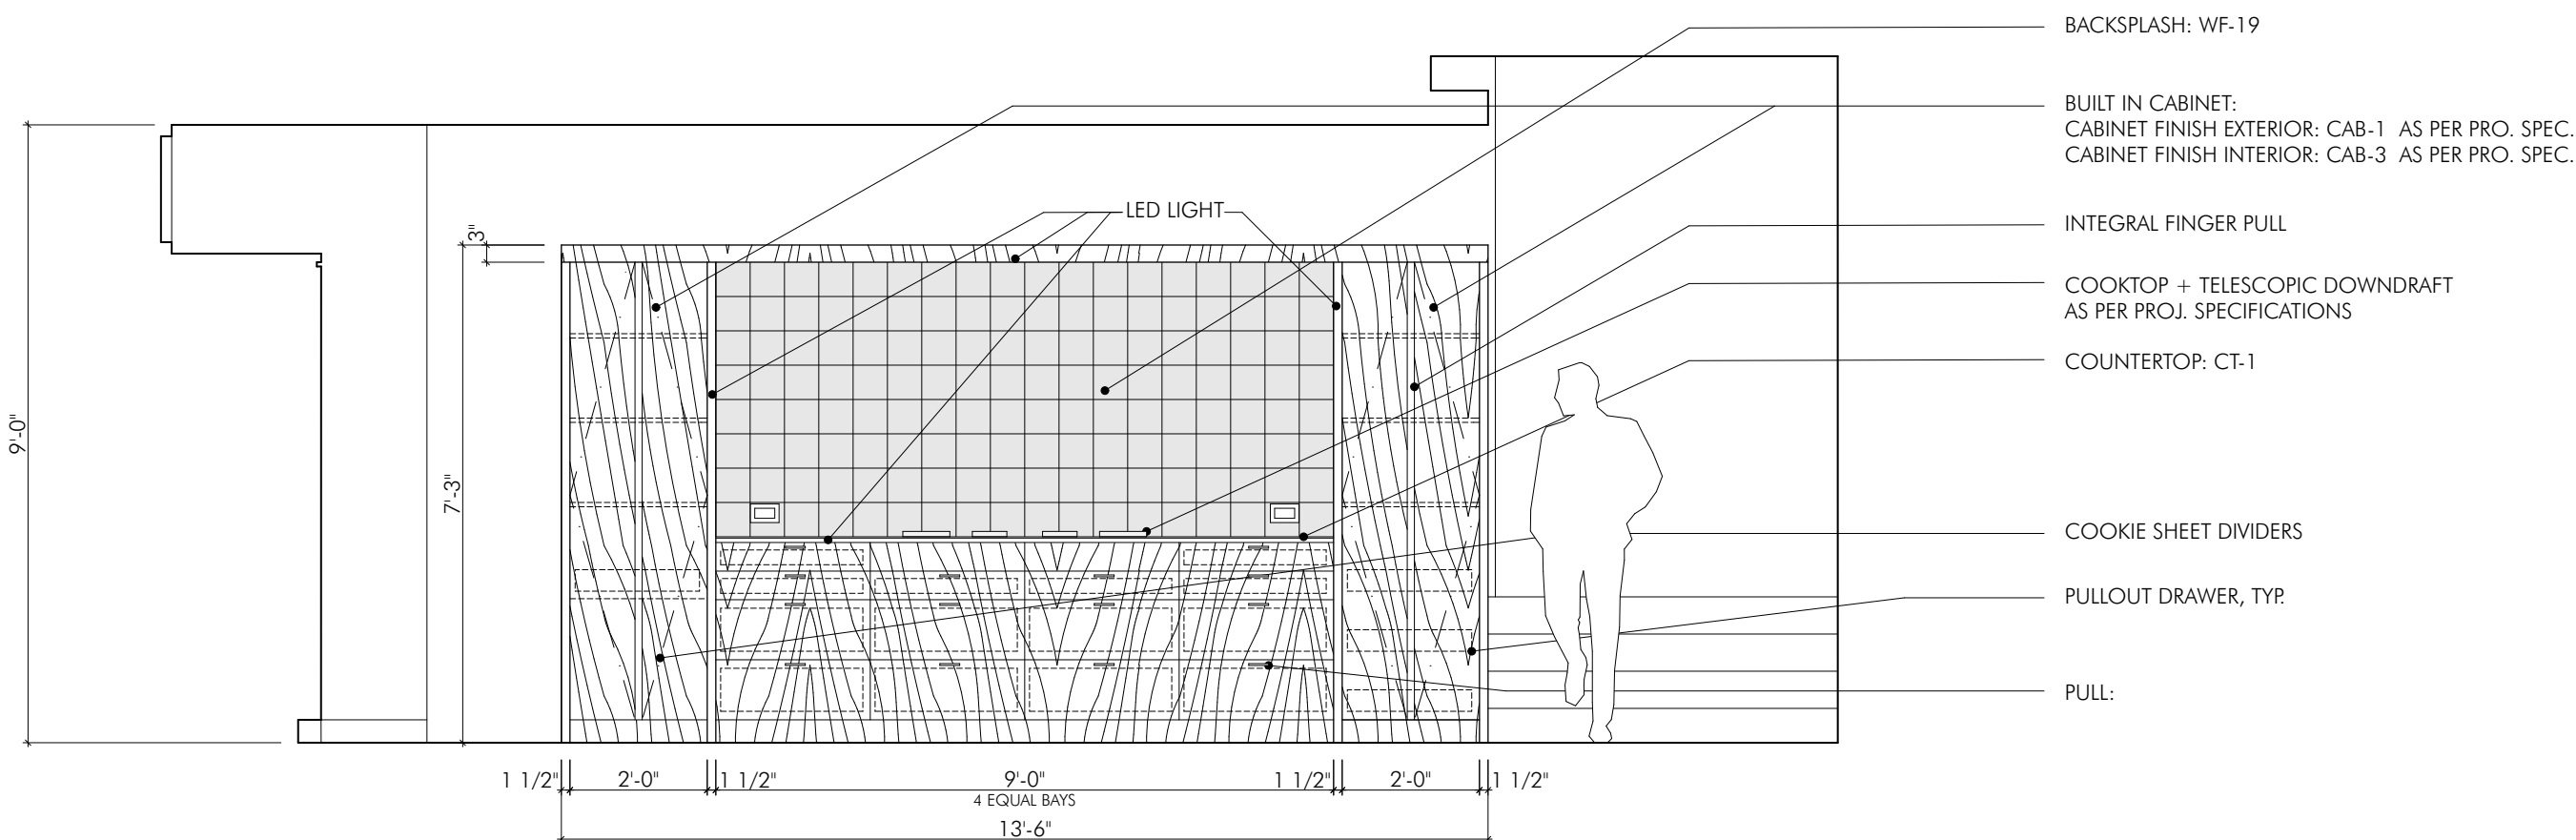 BACKSPLASH: WF-19
BUILT IN CABINET:
CABINET FINISH EXTERIOR: CAB-1 AS PER PRO. SPEC.
CABINET FINISH INTERIOR: CAB-3 AS PER PRO. SPEC.
LED LIGHT
INTEGRAL FINGER PULL
COOKTOP + TELESCOPIC DOWNDRAFT
AS PER PROJ. SPECIFICATIONS
COUNTERTOP: CT-1
COOKIE SHEET DIVIDERS
PULLOUT DRAWER, TYP.
PULL:
9'-0"
3"
7'-3"
1 1/2"
2'-0"
1 1/2"
9'-0"
4 EQUAL BAYS
1 1/2"
2'-0"
1 1/2"
13'-6"